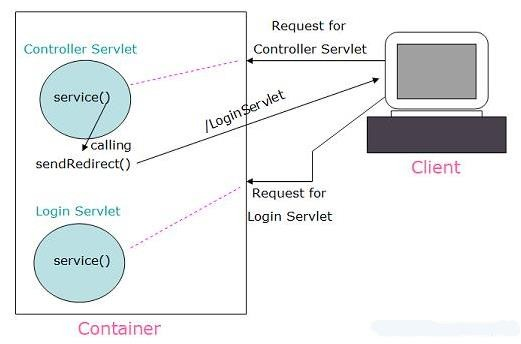 Request for
Controller Servlet
Controller Servlet
service()
calling
sendRedirect()
/LoginServlet
Client
Request for
Login Servlet
Login Servlet
service()
Container